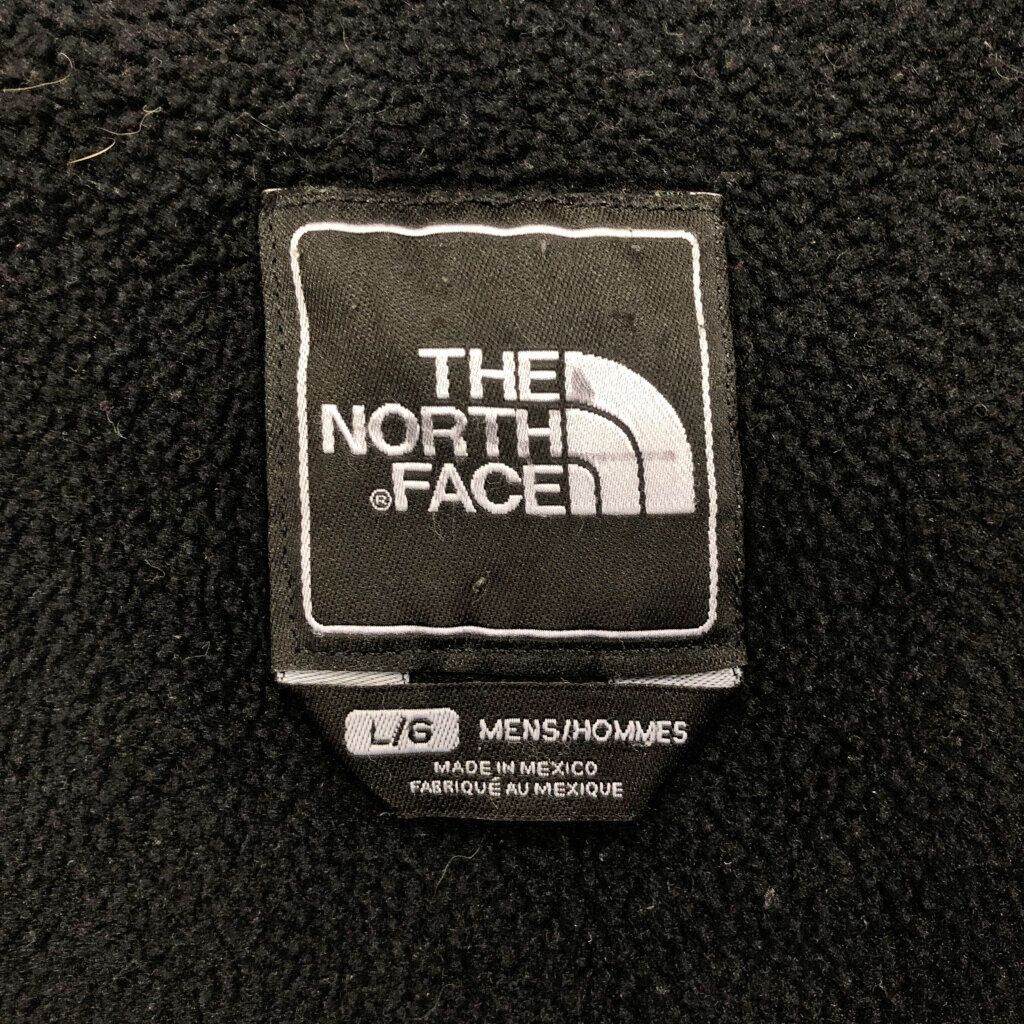 THE
NORTH
®FACE
L/G MENS/HOMMES
MADE IN MEXICO
FABRIQUÉ AU MEXIQUE